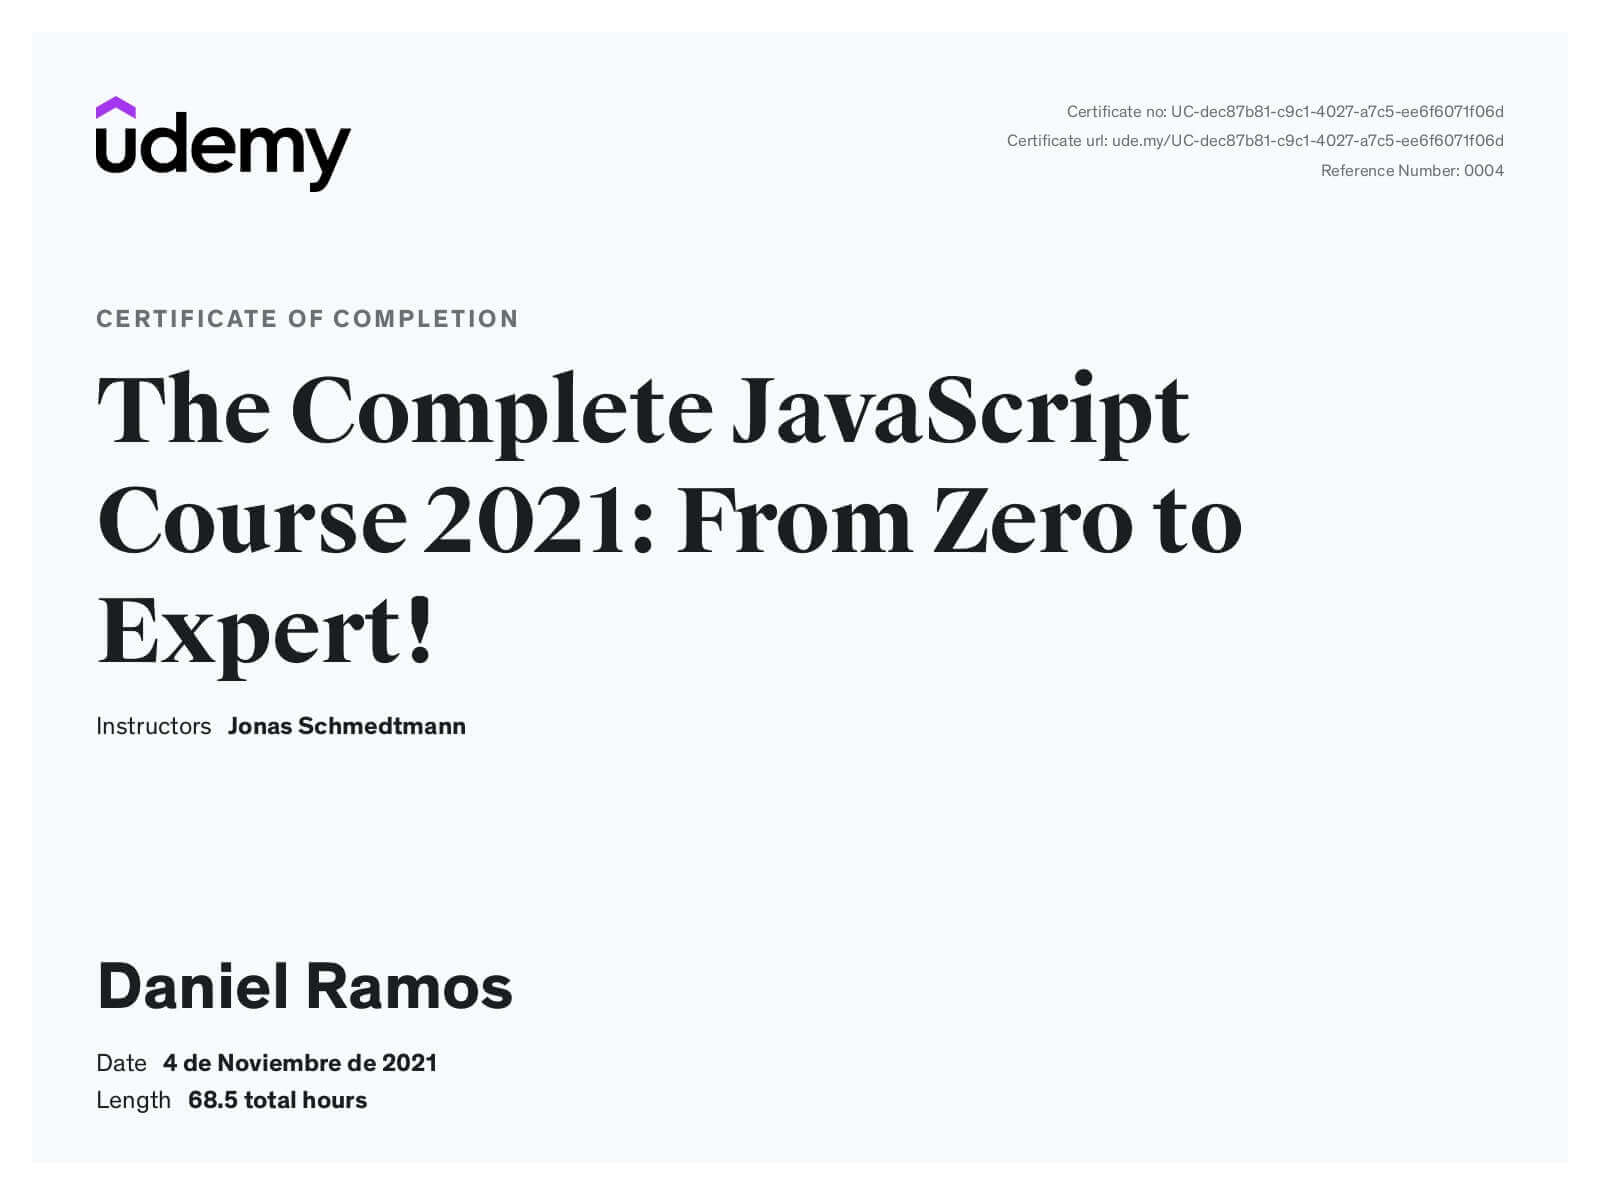 udemy
Certificate no: UC-dec87b81-c9c1-4027-a7c5-ee6f6071f06d
Certificate url: ude.my/UC-dec87b81-c9c1-4027-a7c5-ee6f6071f06d
Reference Number: 0004
CERTIFICATE OF COMPLETION
The Complete JavaScript
Course 2021: From Zero to
Expert!
Instructors Jonas Schmedtmann
Daniel Ramos
Date 4 de Noviembre de 2021
Length 68.5 total hours